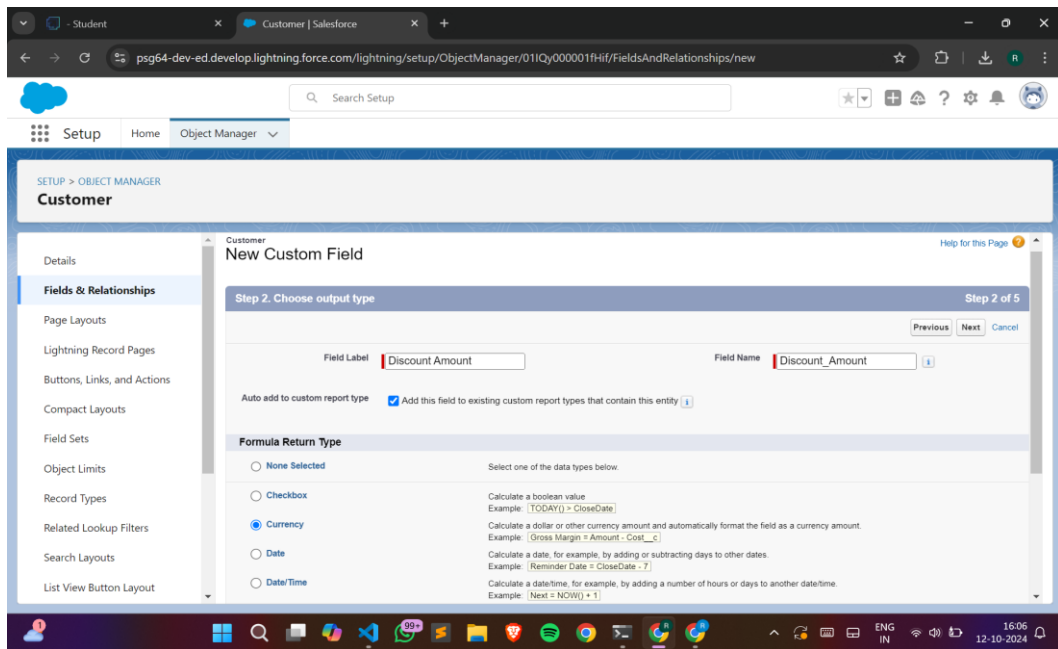 - Student
Customer | Salesforce
psg64-dev-ed.develop.lightning.force.com/lightning/setup/ObjectManager/01IQy000001fHif/FieldsAndRelationships/new
R
Search Setup
Setup
Home
Object Manager
SETUP > OBJECT MANAGER
Customer
Details
Fields & Relationships
Page Layouts
Lightning Record Pages
Buttons, Links, and Actions
Compact Layouts
Field Sets
Object Limits
Record Types
Related Lookup Filters
Search Layouts
List View Button Layout
Customer
New Custom Field
Help for this Page
Step 2. Choose output type Step 2 of 5
Previous Next Cancel
Field Label Discount Amount Field Name Discount_Amount
Auto add to custom report type Add this field to existing custom report types that contain this entity
Formula Return Type
None Selected Select one of the data types below.
Checkbox Calculate a boolean value
Example: TODAY() > CloseDate
Currency Calculate a dollar or other currency amount and automatically format the field as a currency amount.
Example: Gross Margin = Amount - Cost__c
Date Calculate a date, for example, by adding or subtracting days to other dates.
Example: Reminder Date = CloseDate - 7
Date/Time Calculate a date/time, for example, by adding a number of hours or days to another date/time.
Example: Next = NOW() + 1
1
99+
R
R
ENG
IN
16:06
12-10-2024